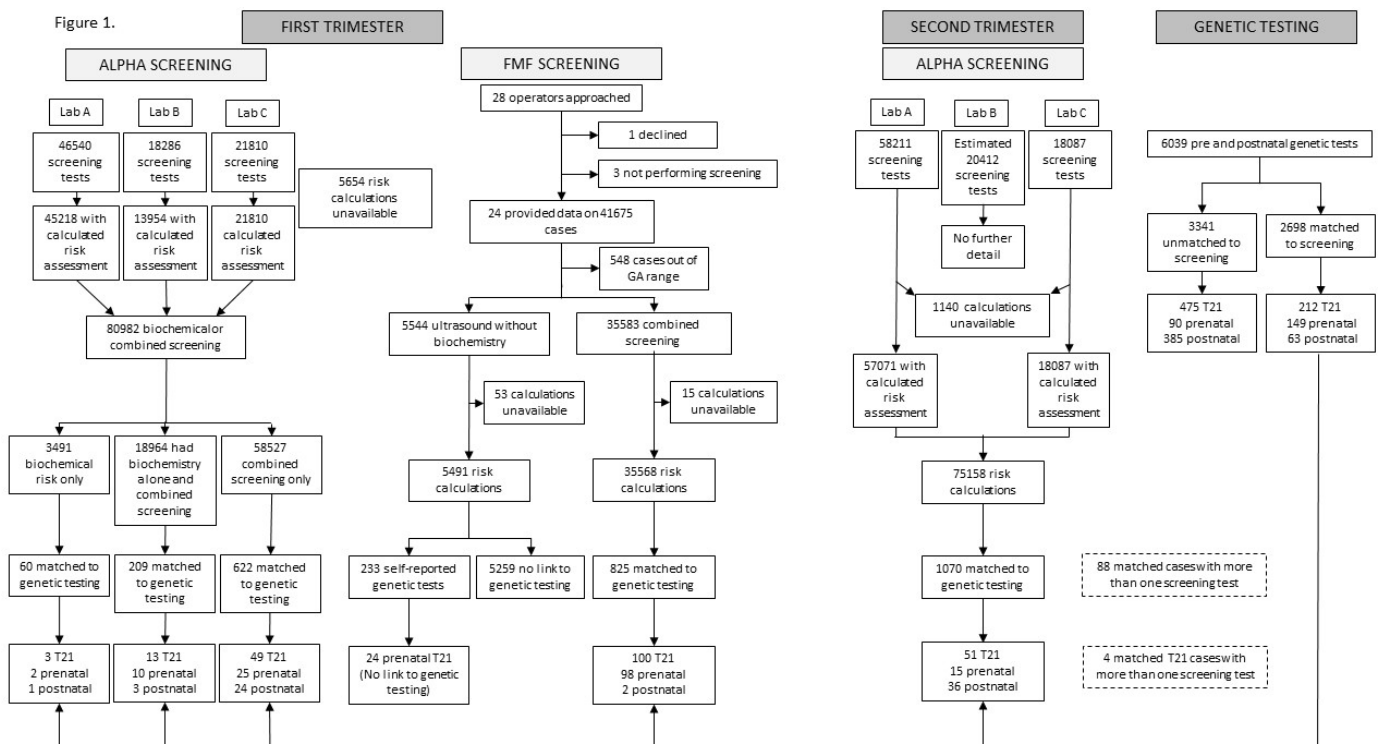 Figure 1.
FIRST TRIMESTER
ALPHA SCREENING
Lab A
Lab B
Lab C
46540
screening
tests
18286
screening
tests
21810
screening
tests
5654 risk
calculations
unavailable
45218 with
calculated risk
assessment
13954 with
calculated risk
assessment
21810
calculated risk
assessment
80982 biochemical or
combined screening
3491
biochemical
risk only
18964 had
biochemistry
alone and
combined
screening
58527
combined
screening only
60 matched to
genetic testing
209 matched
to genetic
testing
622 matched
to genetic
testing
3 T21
2 prenatal
1 postnatal
13 T21
10 prenatal
3 postnatal
49 T21
25 prenatal
24 postnatal
FMF SCREENING
28 operators approached
1 declined
3 not performing screening
24 provided data on 41675
cases
548 cases out of
GA range
5544 ultrasound without
biochemistry
35583 combined
screening
53 calculations
unavailable
15 calculations
unavailable
5491 risk
calculations
35568 risk
calculations
233 self-reported
genetic tests
5259 no link to
genetic testing
825 matched to
genetic testing
24 prenatal T21
(No link to genetic
testing)
100 T21
98 prenatal
2 postnatal
SECOND TRIMESTER
ALPHA SCREENING
Lab A
Lab B
Lab C
58211
screening
tests
Estimated
20412
screening
tests
18087
screening
tests
No further
detail
1140 calculations
unavailable
57071 with
calculated
risk
assessment
18087 with
calculated
risk
assessment
75158 risk
calculations
1070 matched to
genetic testing
88 matched cases with more
than one screening test
51 T21
15 prenatal
36 postnatal
4 matched T21 cases with
more than one screening test
GENETIC TESTING
6039 pre and postnatal genetic tests
3341
unmatched to
screening
2698 matched
to screening
475 T21
90 prenatal
385 postnatal
212 T21
149 prenatal
63 postnatal